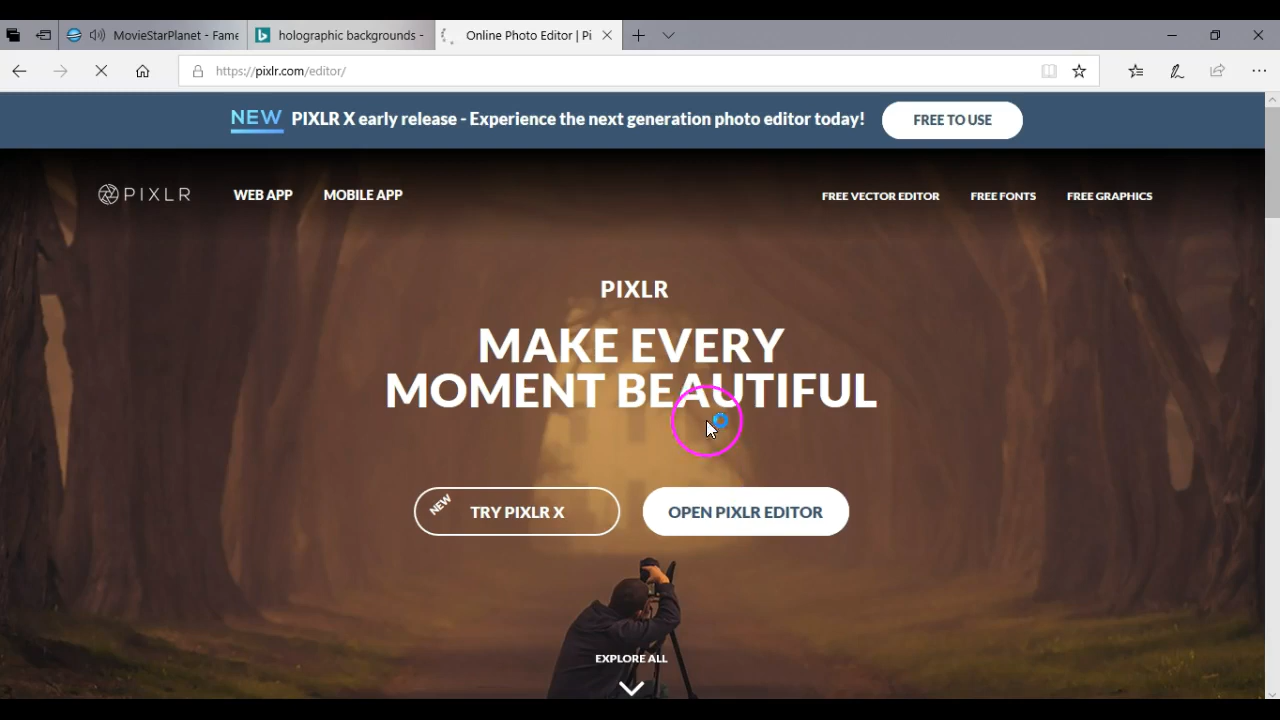 MovieStarPlanet - Fame
holographic backgrounds -
Online Photo Editor | Pi
https://pixlr.com/editor/
NEW PIXLR X early release - Experience the next generation photo editor today! FREE TO USE
PIXLR WEB APP MOBILE APP FREE VECTOR EDITOR FREE FONTS FREE GRAPHICS
PIXLR
MAKE EVERY
MOMENT BEAUTIFUL
NEW TRY PIXLR X OPEN PIXLR EDITOR
EXPLORE ALL